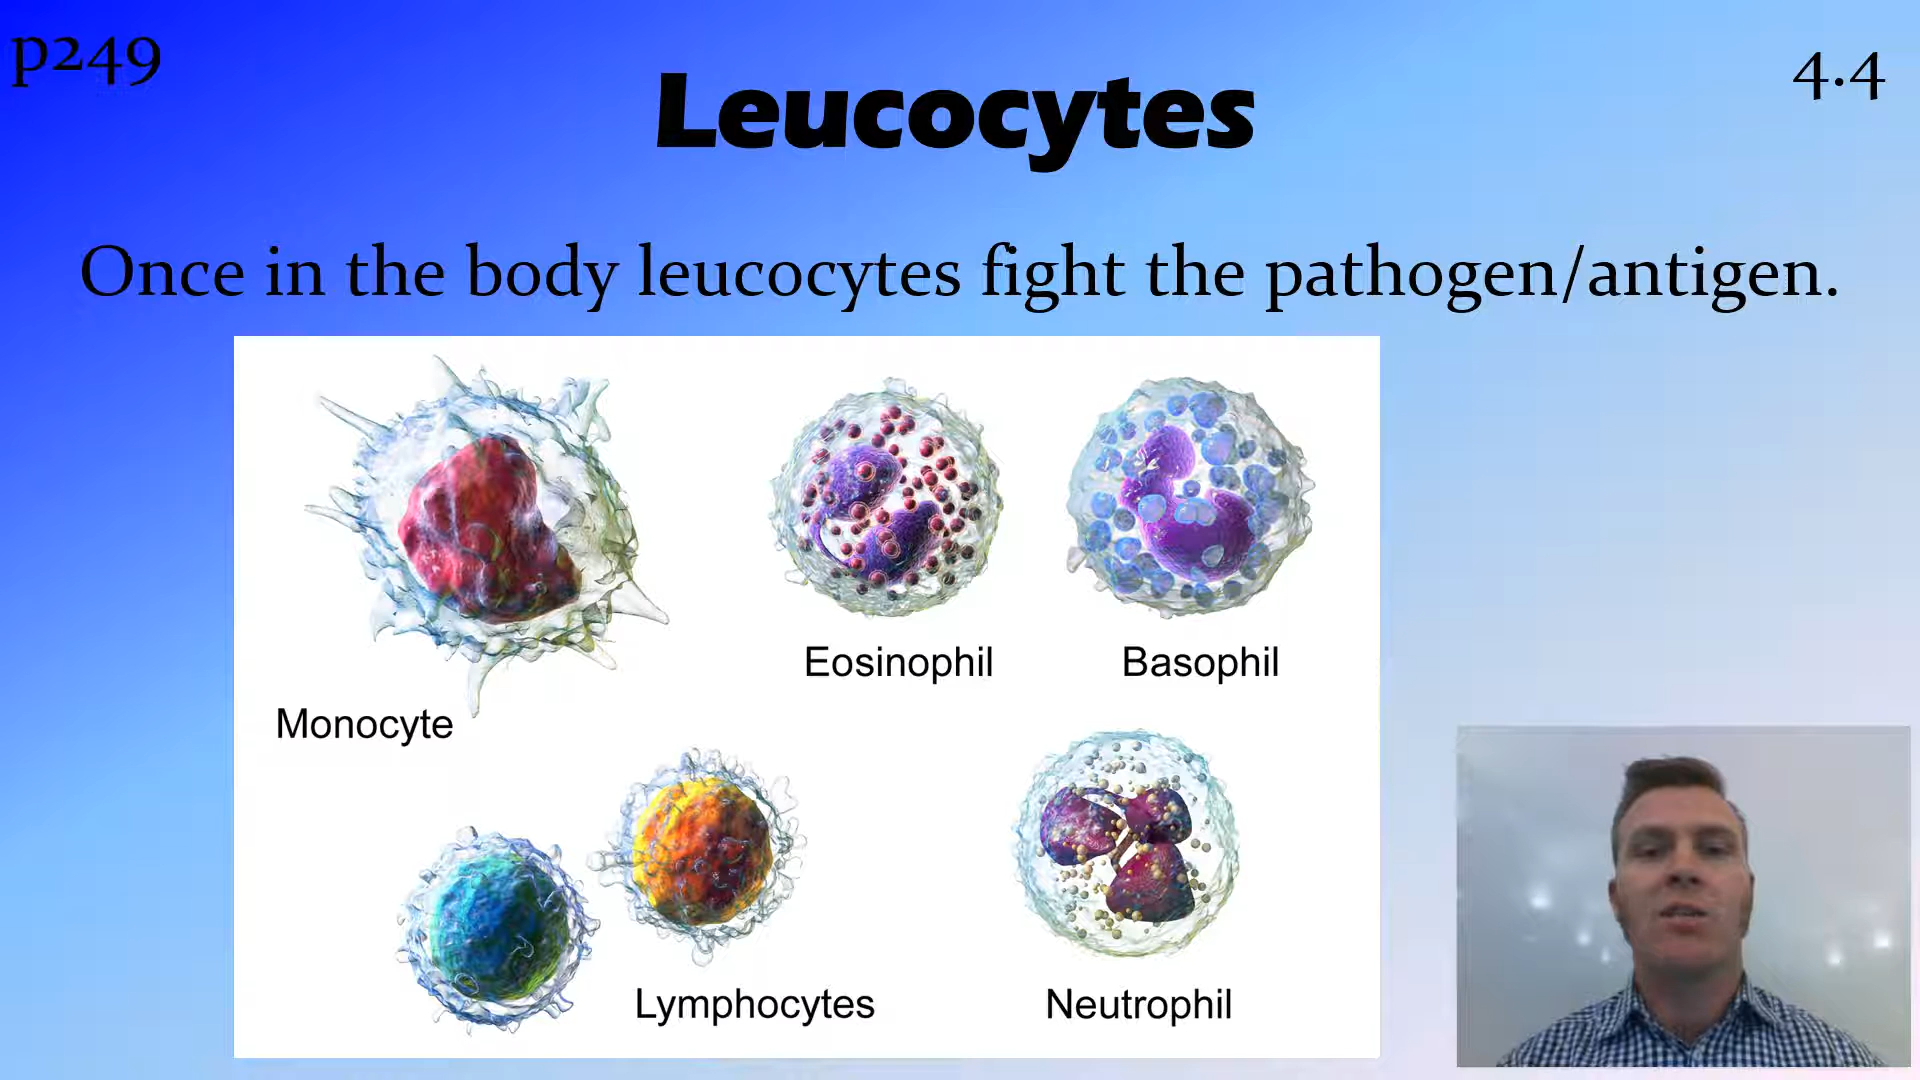 p249
4.4
Leucocytes
Once in the body leucocytes fight the pathogen/antigen.
Eosinophil
Basophil
Monocyte
Lymphocytes
Neutrophil